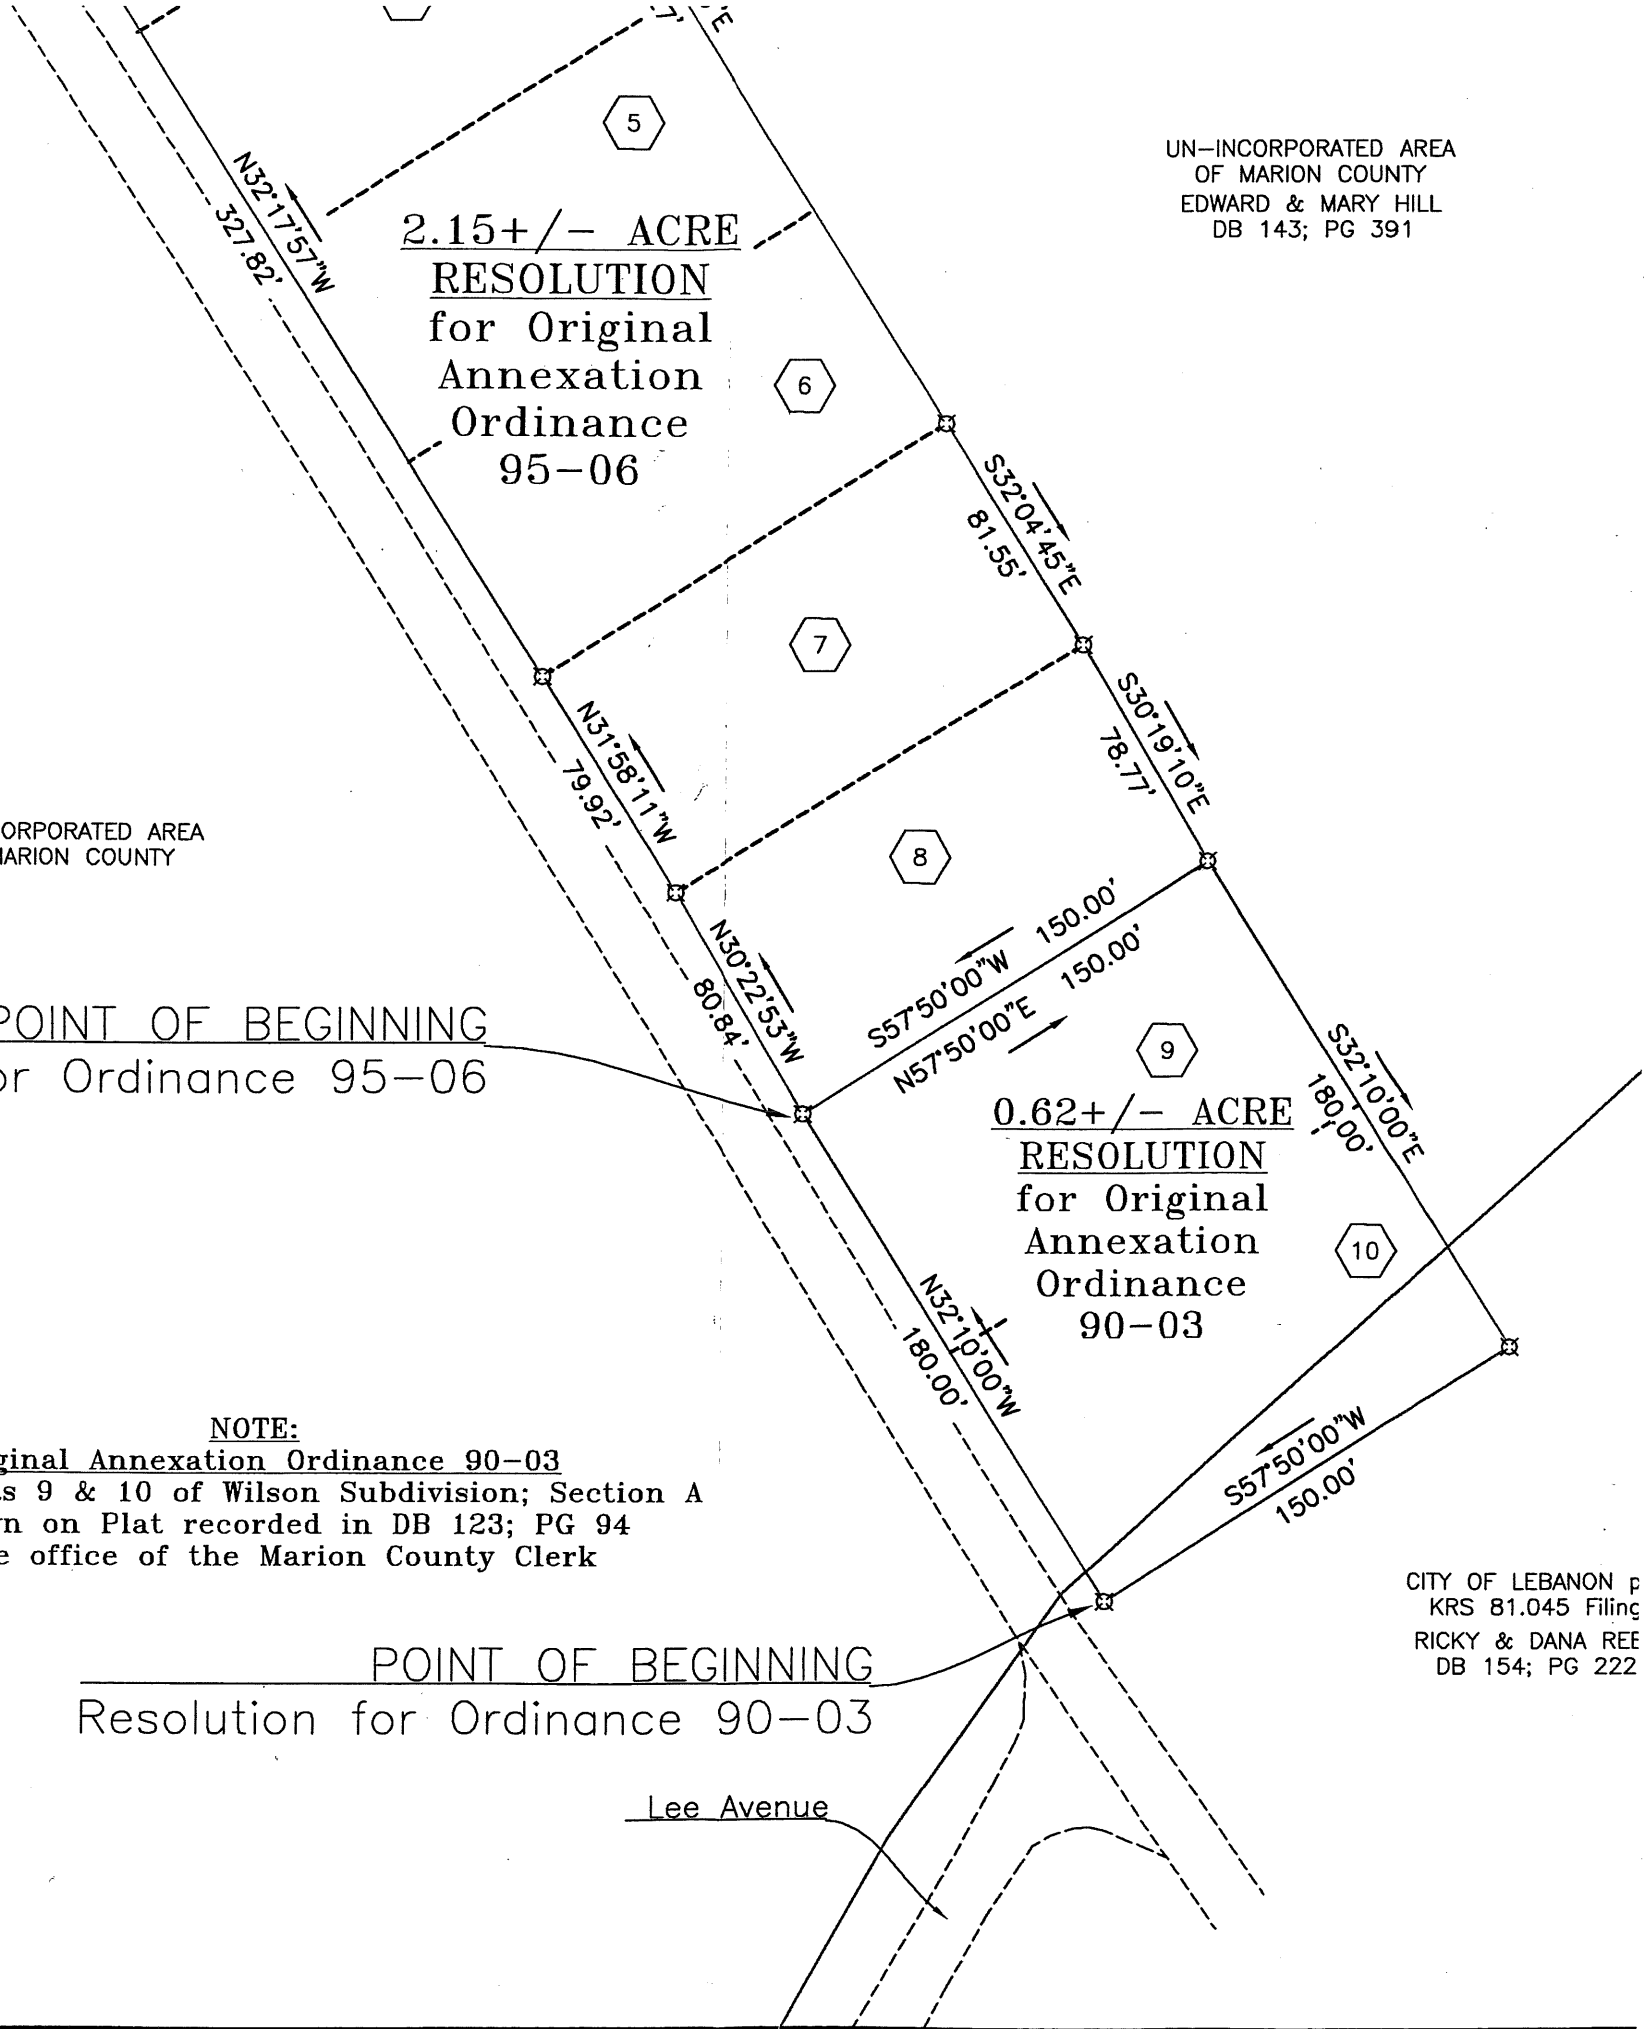 7' E
5
UN-INCORPORATED AREA
OF MARION COUNTY
EDWARD & MARY HILL
DB 143; PG 391
N32°17'57"W
327.82'
2.15+/- ACRE
RESOLUTION
for Original
Annexation
Ordinance
95-06
6
S32°04'45"E
81.55'
7
S30°19'10"E
78.77'
N31°58'11"W
79.92'
ORPORATED AREA
MARION COUNTY
8
N30°22'53"W
80.84'
S57°50'00"W 150.00'
N57°50'00"E 150.00'
POINT OF BEGINNING
or Ordinance 95-06
9
S32°10'00"E
180.00'
0.62+/- ACRE
RESOLUTION
for Original
Annexation
Ordinance
90-03
10
N32°10'00"W
180.00'
S57°50'00"W
150.00'
NOTE:
ginal Annexation Ordinance 90-03
s 9 & 10 of Wilson Subdivision; Section A
n on Plat recorded in DB 123; PG 94
e office of the Marion County Clerk
CITY OF LEBANON p
KRS 81.045 Filing
RICKY & DANA REE
DB 154; PG 222
POINT OF BEGINNING
Resolution for Ordinance 90-03
Lee Avenue